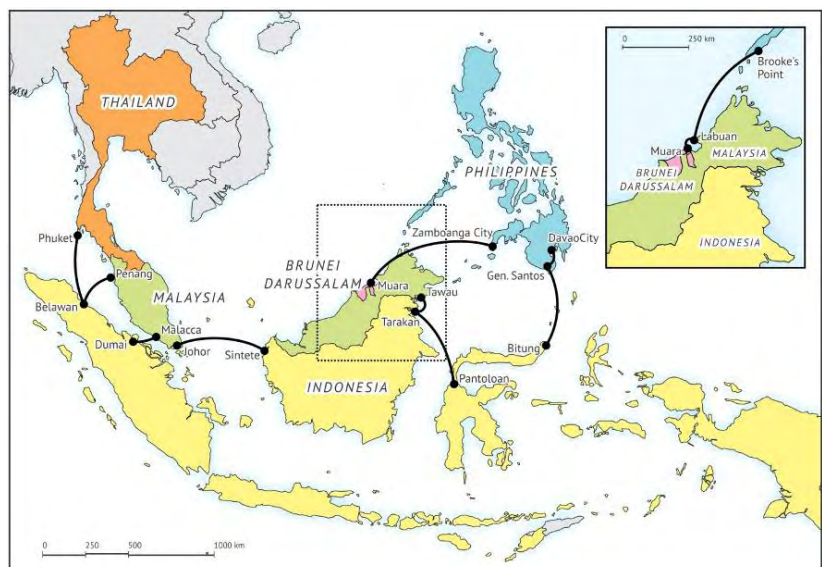 THAILAND
PHILIPPINES
Phuket
Penang
Belawan
MALAYSIA
Malacca
Dumai
Johor
Sintete
BRUNEI
DARUSSALAM
Muara
Zamboanga City
DavaoCity
Gen. Santos
Tawau
Tarakan
Bitung
Pantoloan
INDONESIA
0 250 500 1000 km
0 250 km
Brooke's
Point
Labuan
Muaras
MALAYSIA
BRUNEI
DARUSSALAM
INDONESIA